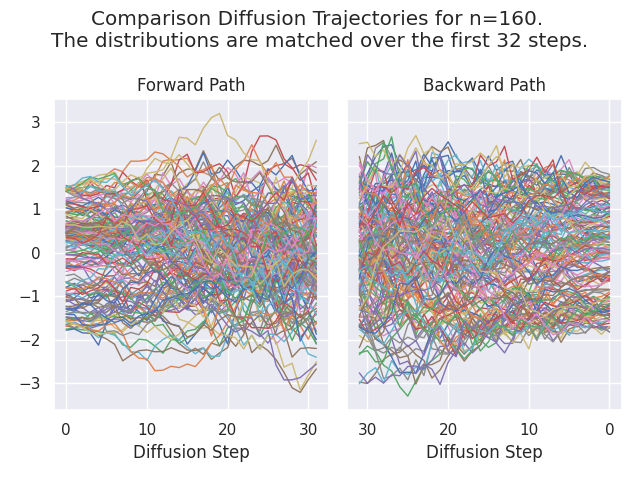 Comparison Diffusion Trajectories for n=160.
The distributions are matched over the first 32 steps.
Forward Path
Backward Path
3
2
1
0
−1
−2
−3
0 10 20 30
30 20 10 0
Diffusion Step
Diffusion Step